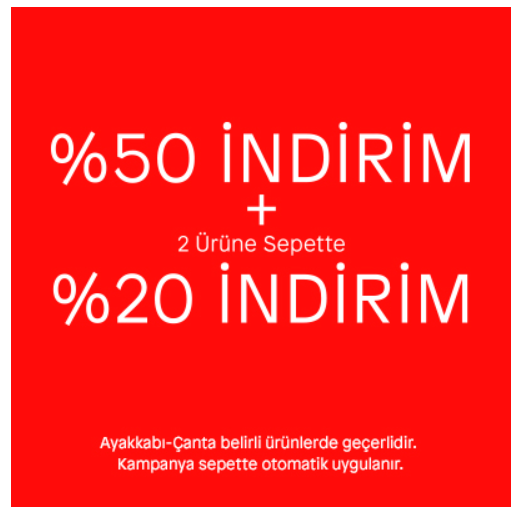 %50 İNDİRİM
+
2 Ürüne Sepette
%20 İNDİRİM
Ayakkabı-Çanta belirli ürünlerde geçerlidir.
Kampanya sepette otomatik uygulanır.